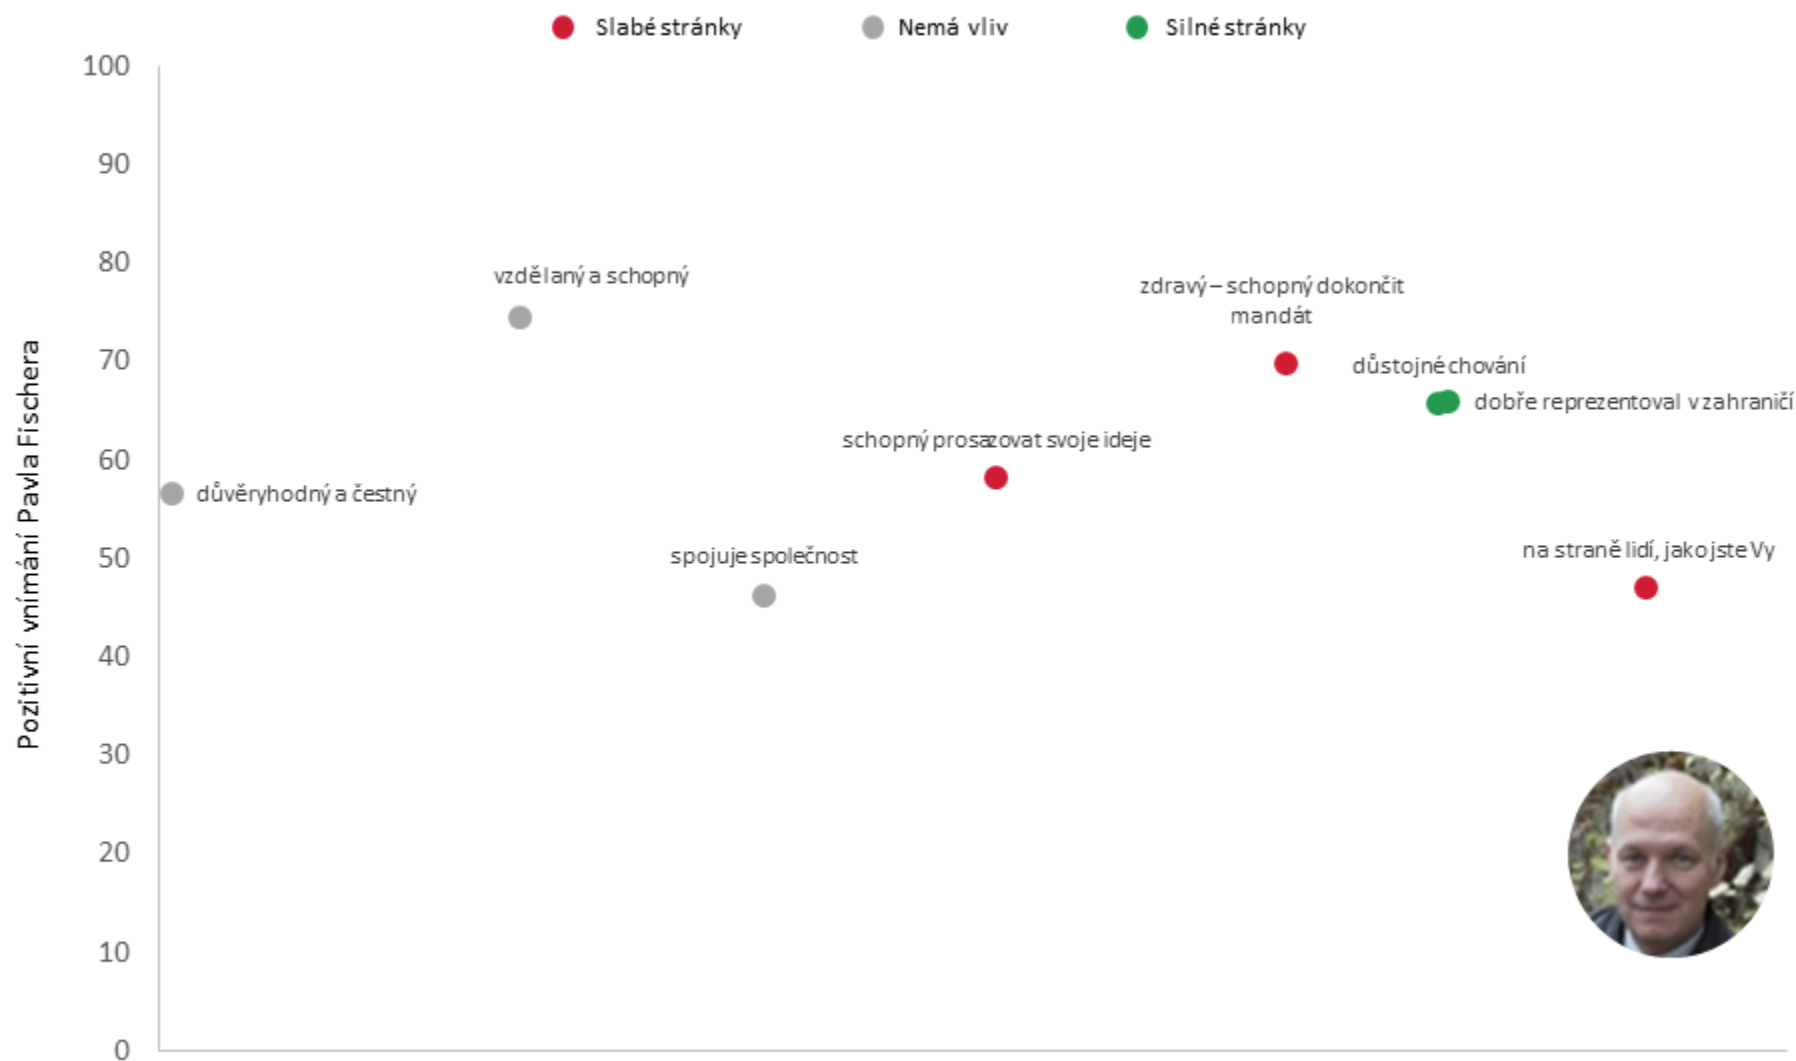 Slabé stránky
Nemá vliv
Silné stránky
100
90
80
70
60
50
40
30
20
10
0
Pozitivní vnímání Pavla Fischera
vzdělaný a schopný
zdravý – schopný dokončit
mandát
důstojné chování
dobře reprezentoval v zahraničí
schopný prosazovat svoje ideje
důvěryhodný a čestný
spojuje společnost
na straně lidí, jako jste Vy